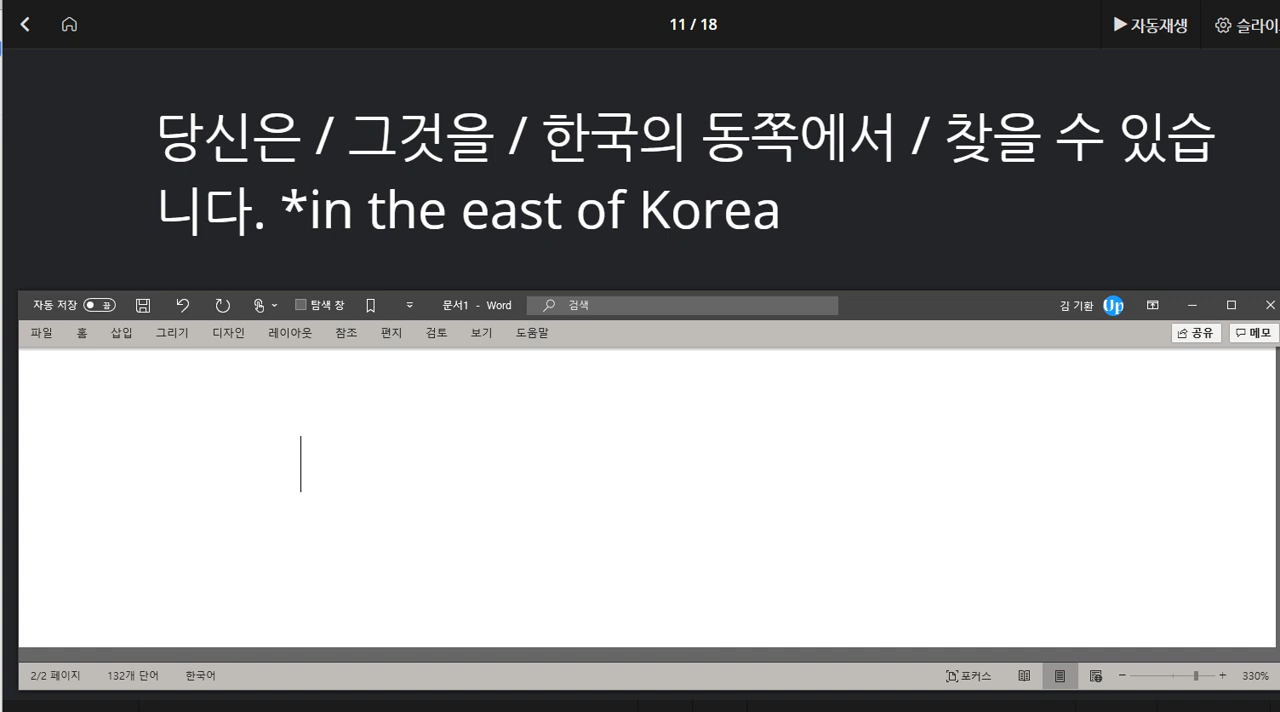 11 / 18
▶ 자동재생
슬라이
당신은 / 그것을 / 한국의 동쪽에서 / 찾을 수 있습
니다. *in the east of Korea
자동 저장 끔 탐색 창 문서1 - Word 검색 김 기환 Up
파일 홈 삽입 그리기 디자인 레이아웃 참조 편지 검토 보기 도움말 공유 메모
2/2 페이지 132개 단어 한국어 포커스 − + 330%